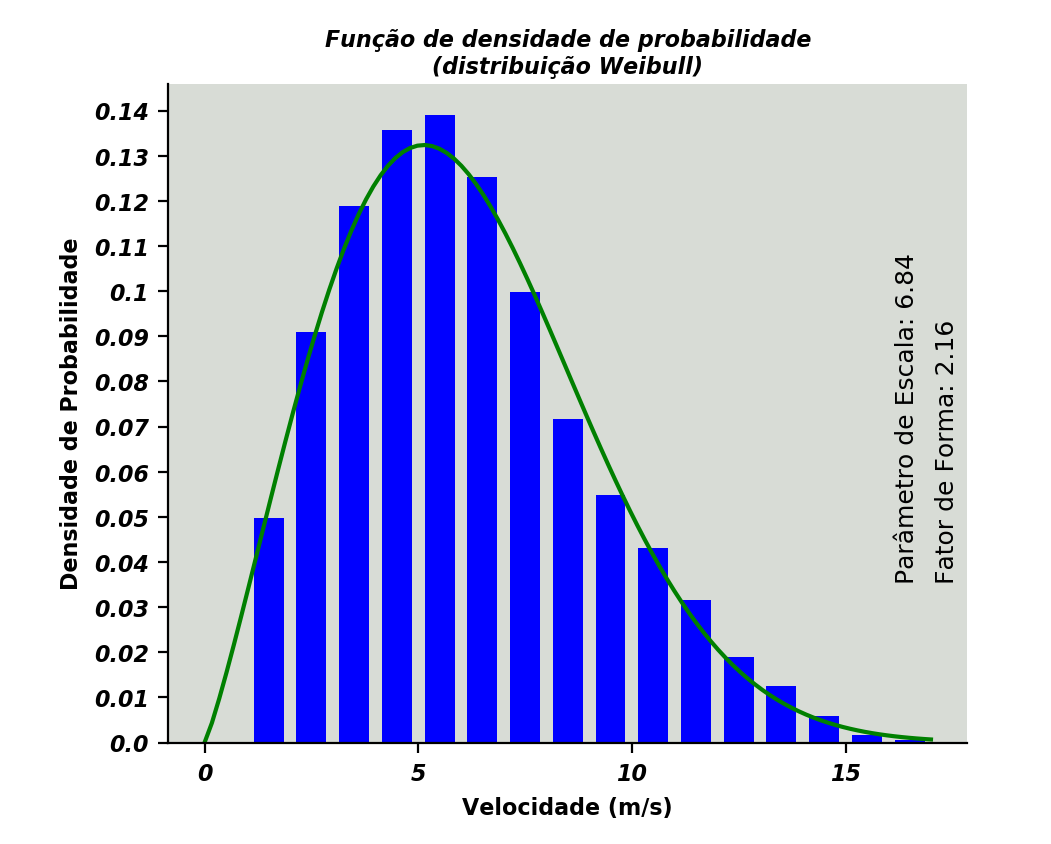 Função de densidade de probabilidade
(distribuição Weibull)
Densidade de Probabilidade
0.14
0.13
0.12
0.11
0.1
0.09
0.08
0.07
0.06
0.05
0.04
0.03
0.02
0.01
0.0
Parâmetro de Escala: 6.84
Fator de Forma: 2.16
0 5 10 15
Velocidade (m/s)